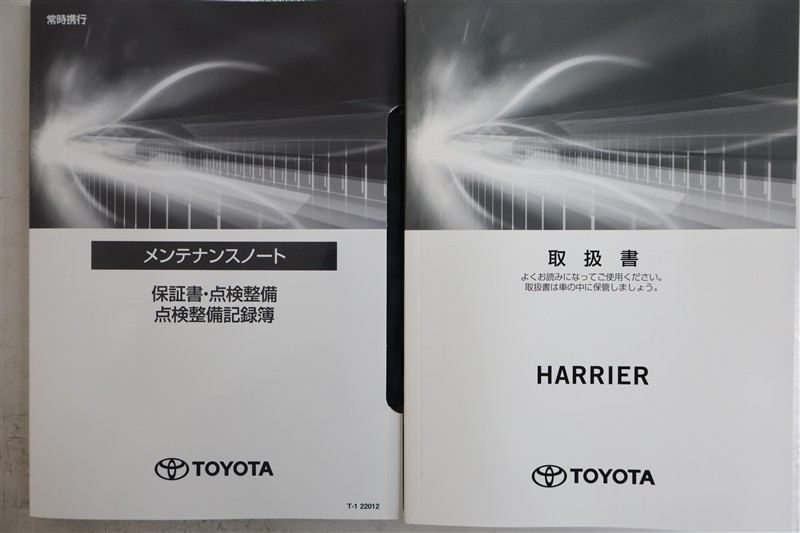 常時携行
メンテナンスノート
保証書・点検整備
点検整備記録簿
TOYOTA
T-1 22012
取扱書
よくお読みになってご使用ください。
取扱書は車の中に保管しましょう。
HARRIER
TOYOTA